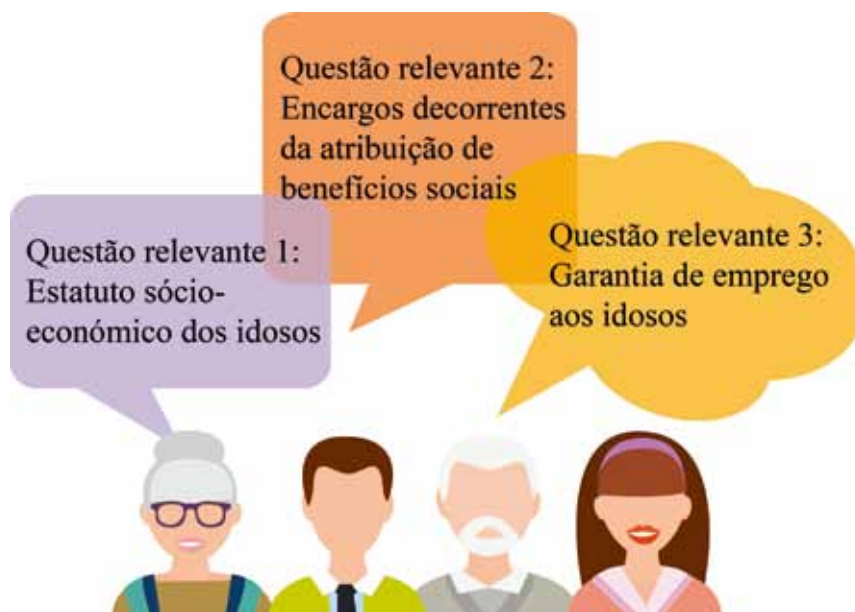 Questão relevante 2:
Encargos decorrentes
da atribuição de
benefícios sociais
Questão relevante 1:
Estatuto sócio-
económico dos idosos
Questão relevante 3:
Garantia de emprego
aos idosos